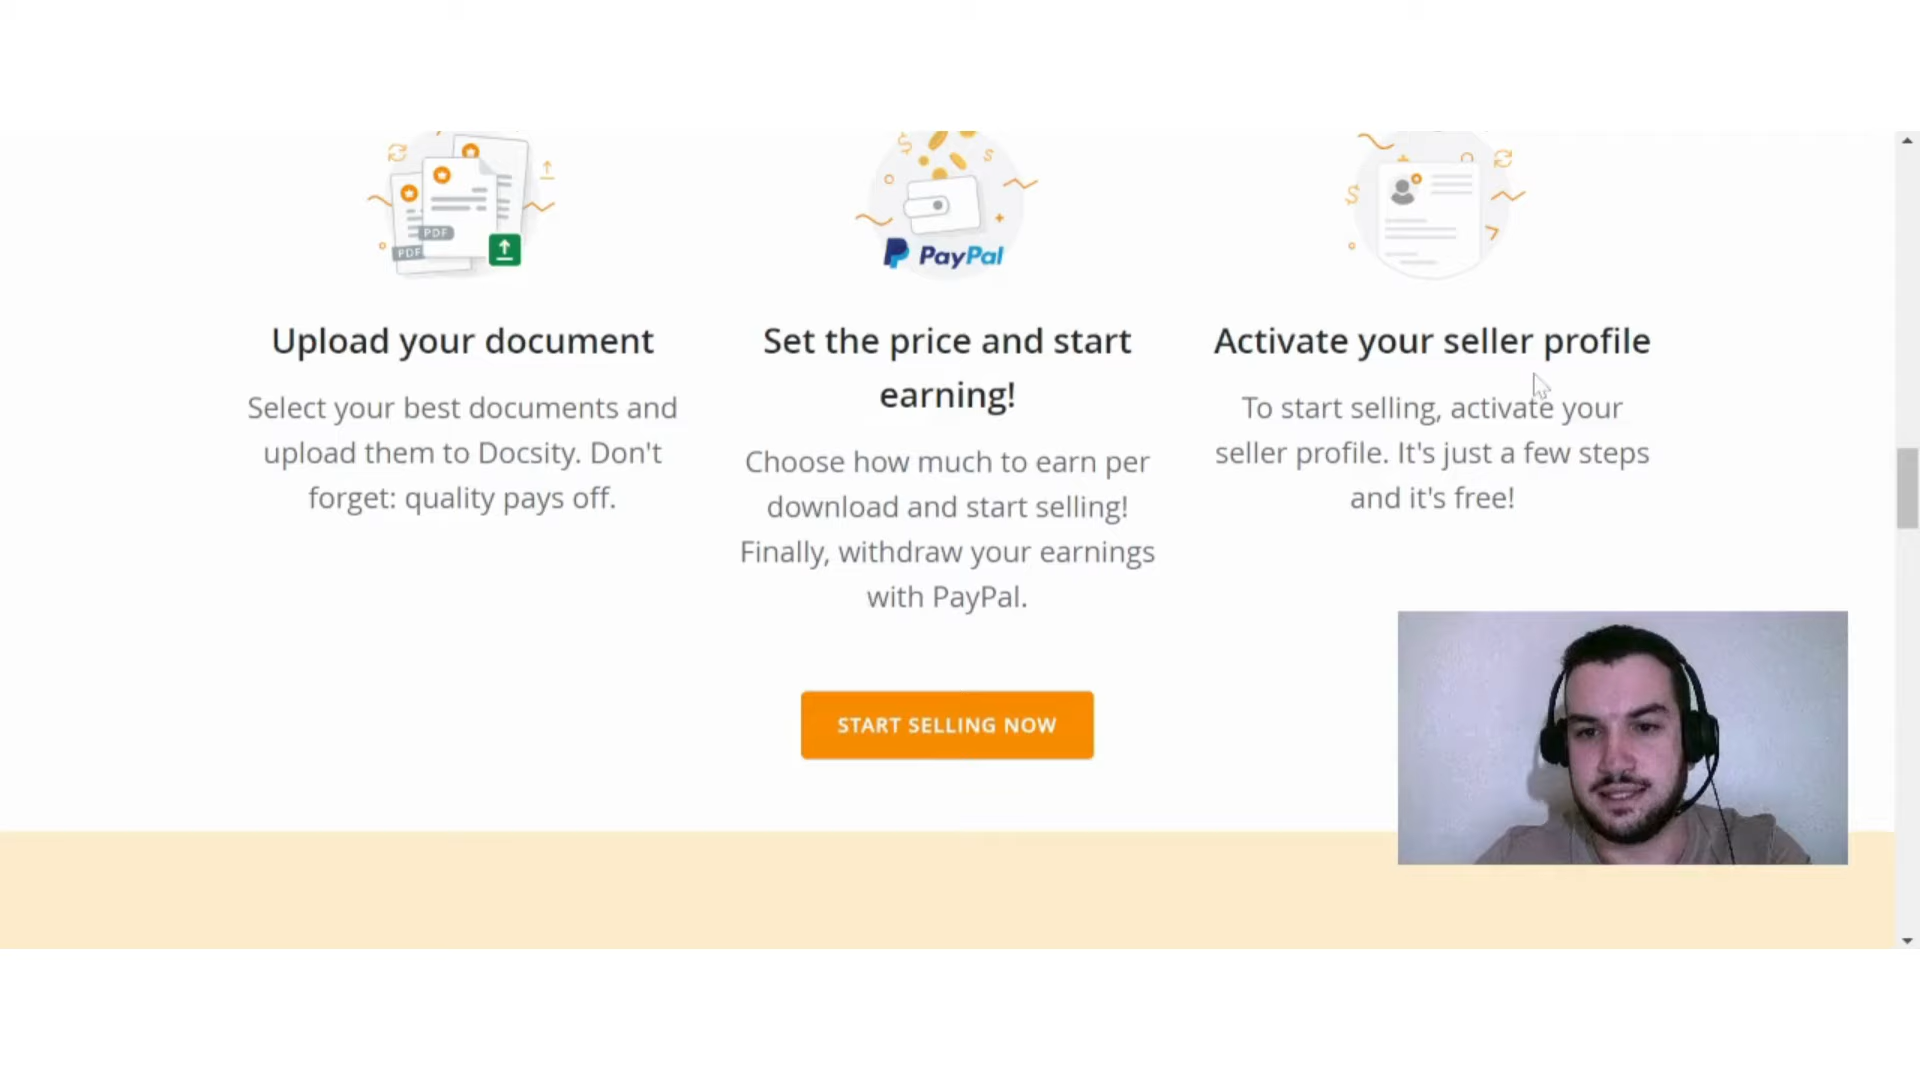 PDF
PDF
PayPal
Upload your document
Select your best documents and
upload them to Docsity. Don't
forget: quality pays off.
Set the price and start
earning!
Choose how much to earn per
download and start selling!
Finally, withdraw your earnings
with PayPal.
Activate your seller profile
To start selling, activate your
seller profile. It's just a few steps
and it's free!
START SELLING NOW